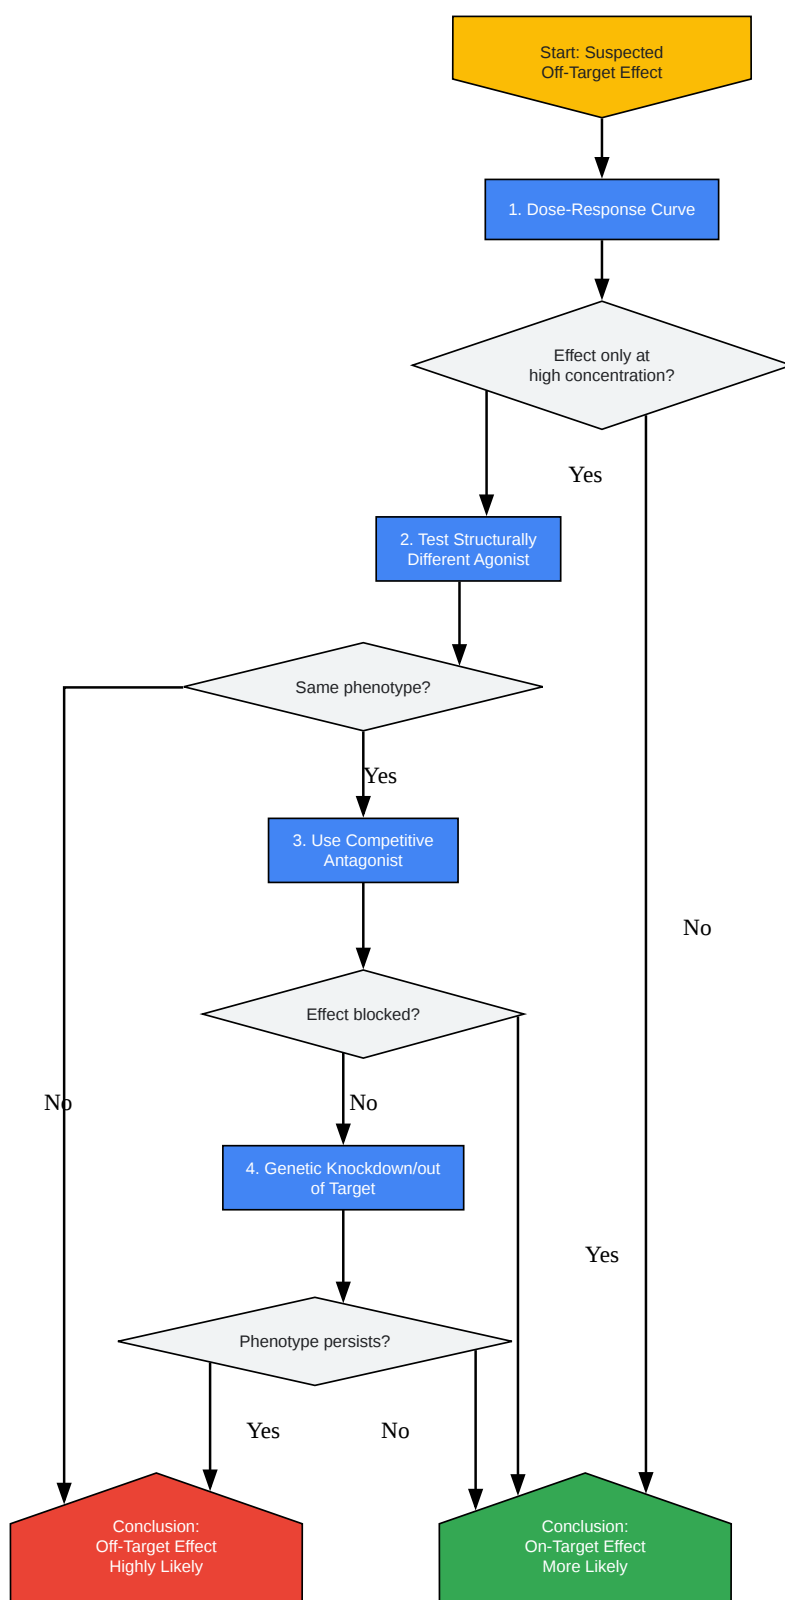 Start: Suspected
Off-Target Effect
1. Dose-Response Curve
Effect only at
high concentration?
Yes
2. Test Structurally
Different Agonist
Same phenotype?
Yes
3. Use Competitive
Antagonist
No
Effect blocked?
No
No
4. Genetic Knockdown/out
of Target
Yes
Phenotype persists?
Yes
No
Conclusion:
Off-Target Effect
Highly Likely
Conclusion:
On-Target Effect
More Likely